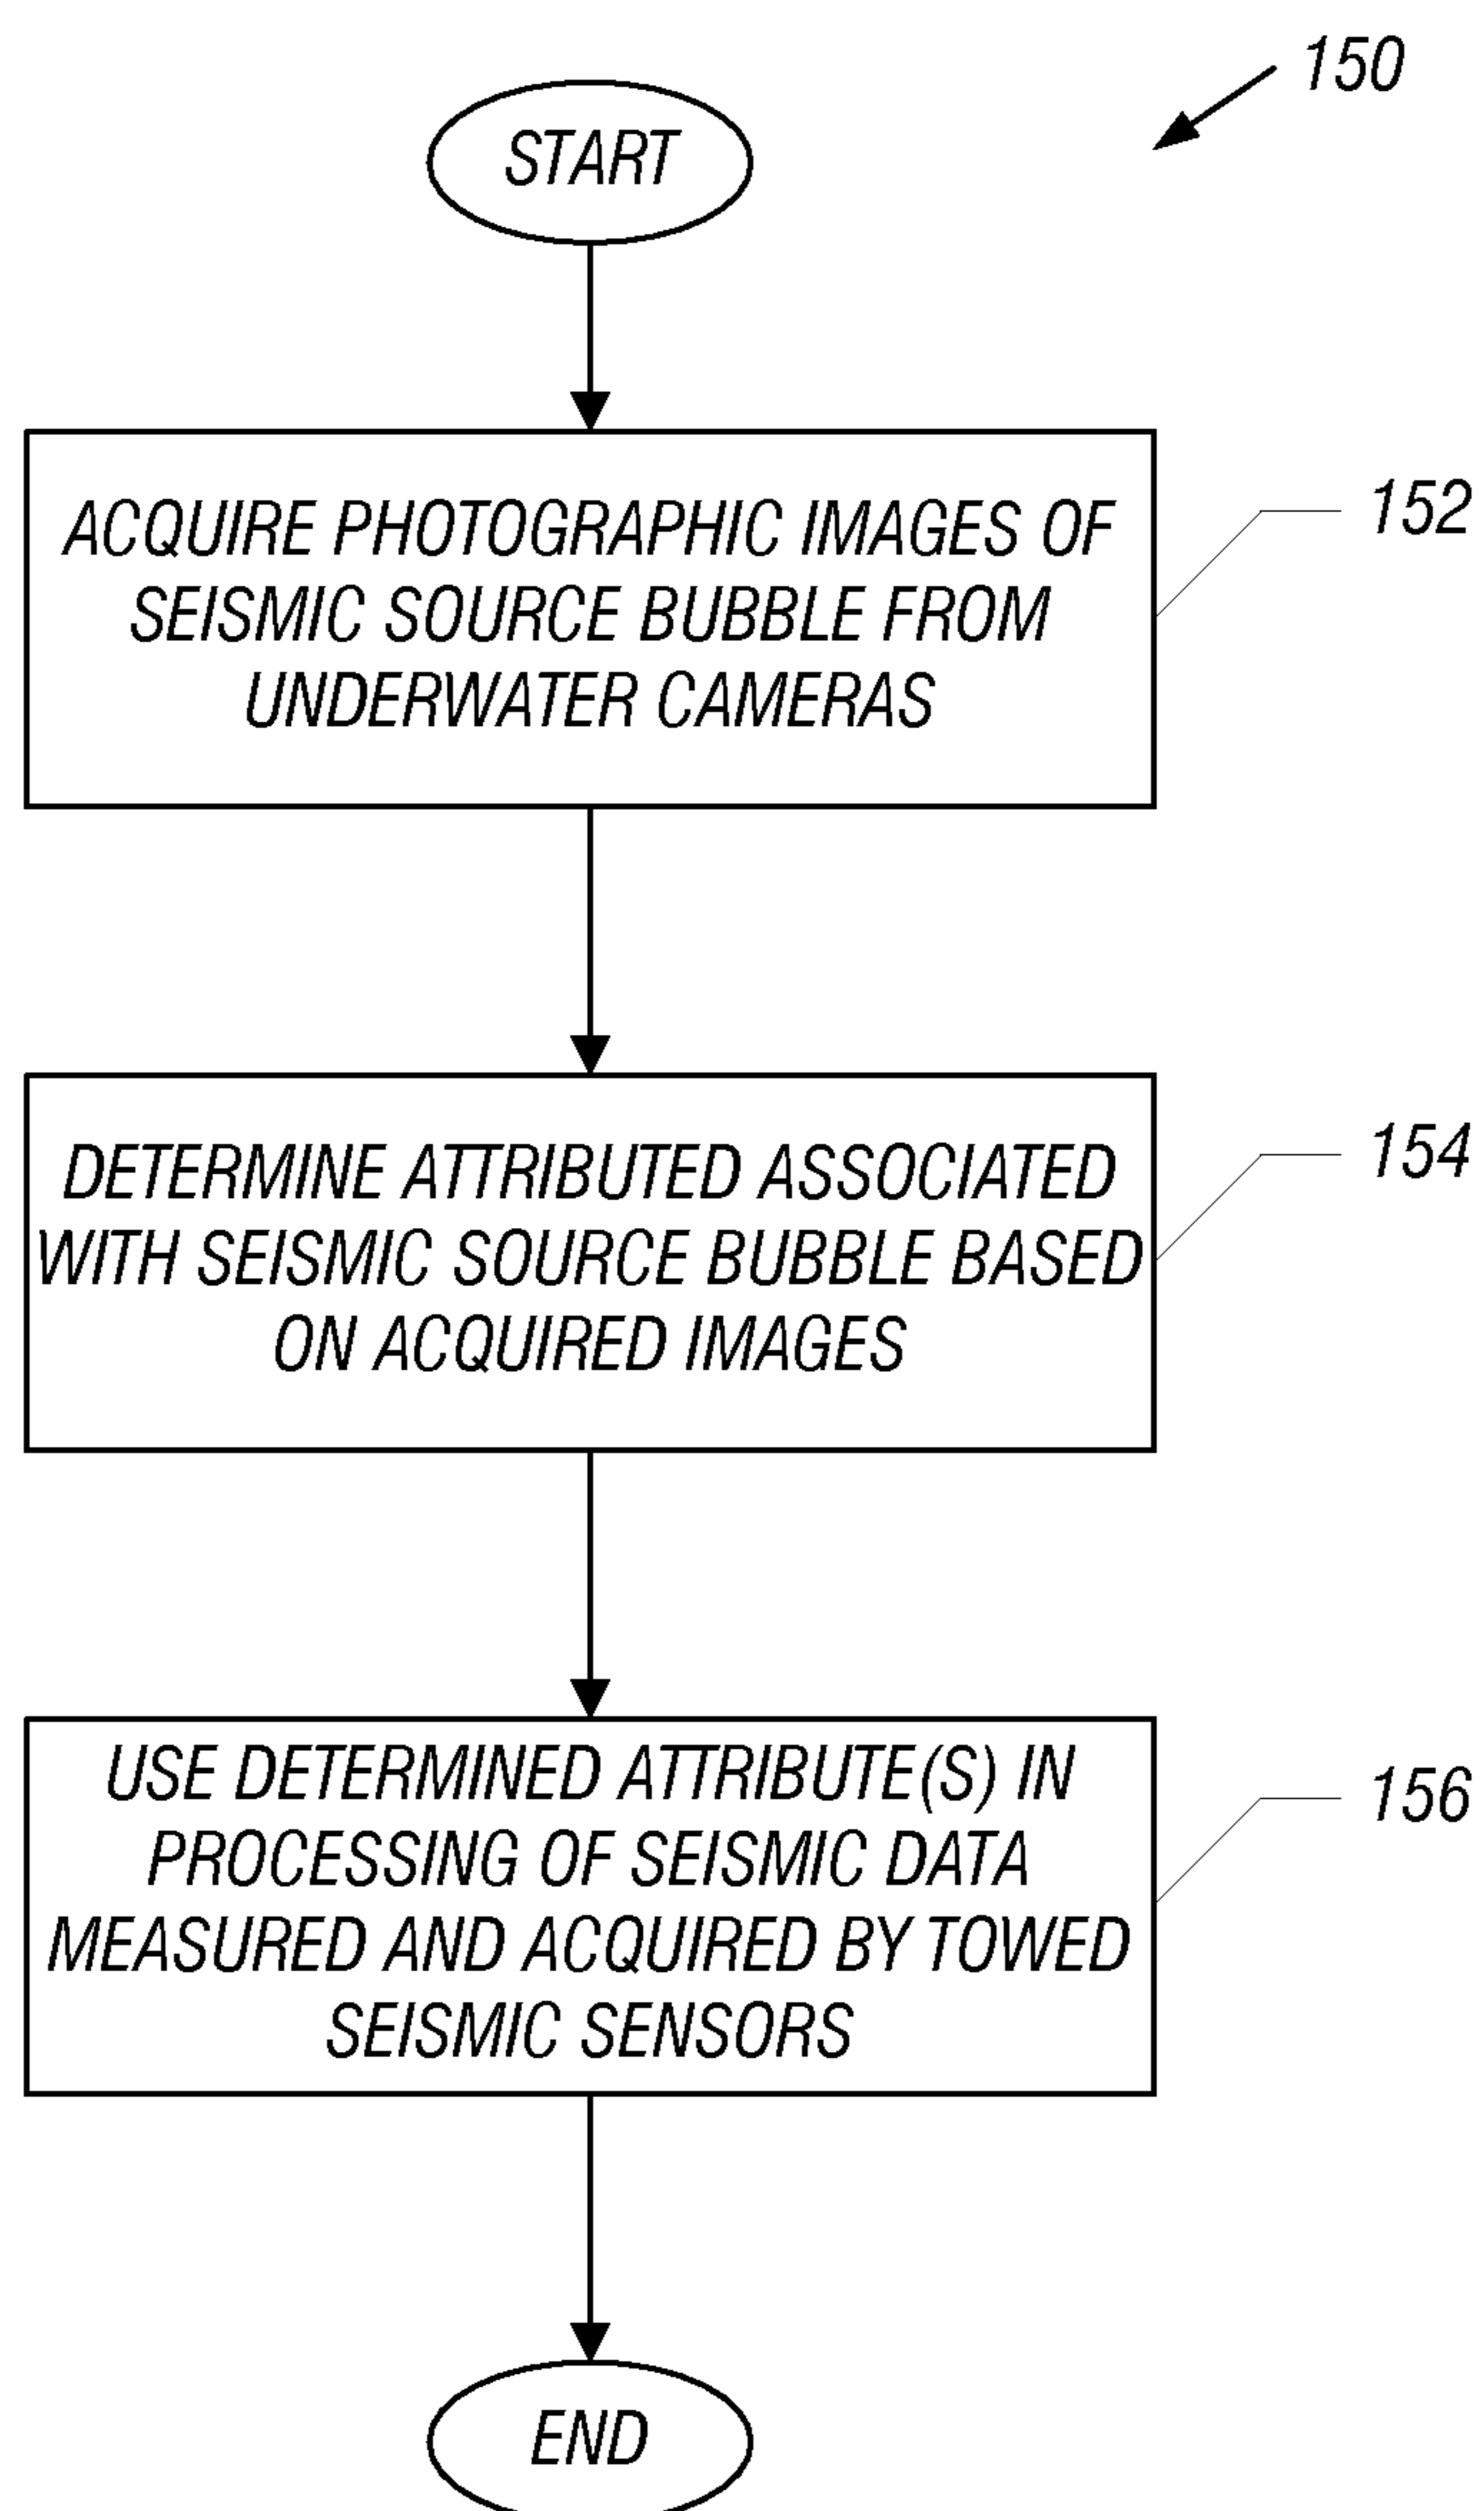 150
START
ACQUIRE PHOTOGRAPHIC IMAGES OF
SEISMIC SOURCE BUBBLE FROM
UNDERWATER CAMERAS
152
DETERMINE ATTRIBUTED ASSOCIATED
WITH SEISMIC SOURCE BUBBLE BASED
ON ACQUIRED IMAGES
154
USE DETERMINED ATTRIBUTE(S) IN
PROCESSING OF SEISMIC DATA
MEASURED AND ACQUIRED BY TOWED
SEISMIC SENSORS
156
END